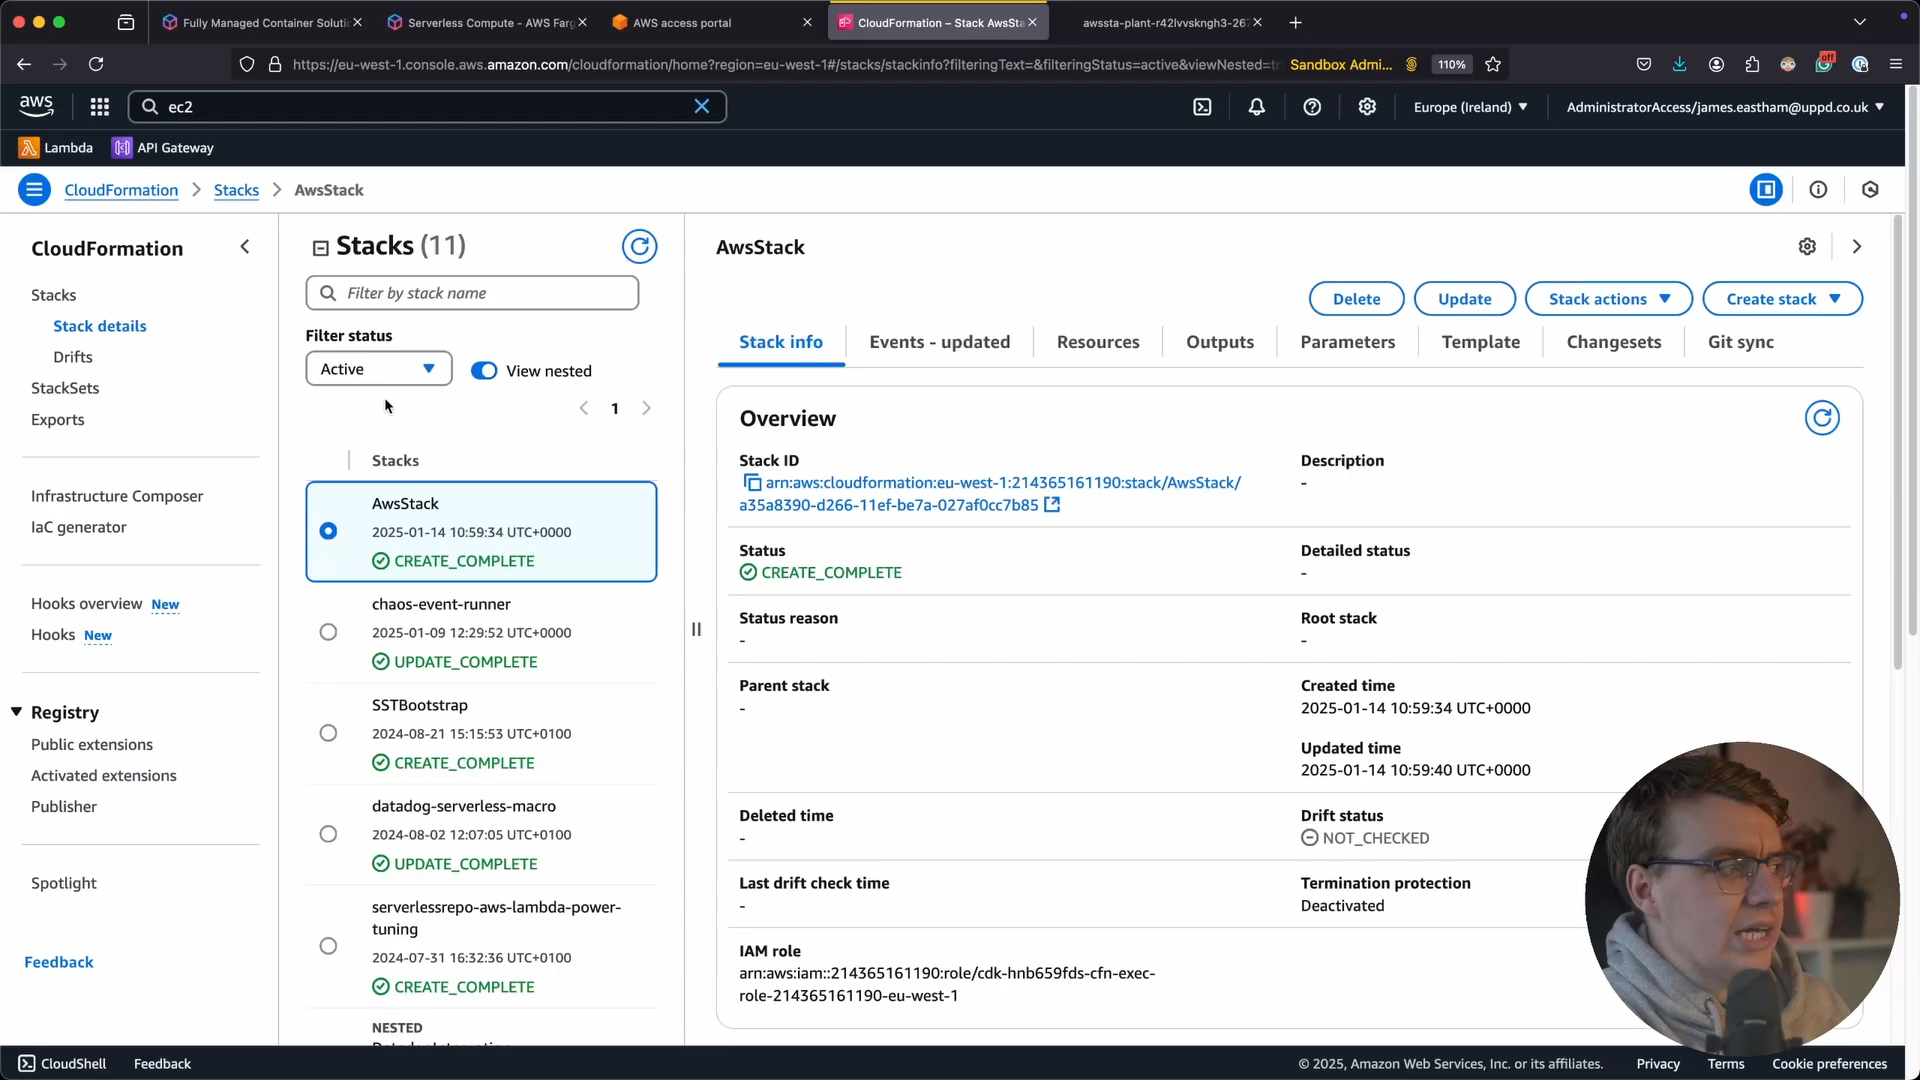 Fully Managed Container Soluti
Serverless Compute - AWS Farg
AWS access portal
CloudFormation – Stack AwsSta
awssta-plant-r42lvvskngh3-267
https://eu-west-1.console.aws.amazon.com/cloudformation/home?region=eu-west-1#/stacks/stackinfo?filteringText=&filteringStatus=active&viewNested=tr
Sandbox Admi...
110%
off
aws
ec2
Europe (Ireland)
AdministratorAccess/james.eastham@uppd.co.uk
Lambda
API Gateway
CloudFormation
Stacks
AwsStack
CloudFormation
Stacks
Stack details
Drifts
StackSets
Exports
Infrastructure Composer
IaC generator
Hooks overview New
Hooks New
Registry
Public extensions
Activated extensions
Publisher
Spotlight
Feedback
Stacks (11)
Filter by stack name
Filter status
Active
View nested
1
Stacks
AwsStack
2025-01-14 10:59:34 UTC+0000
CREATE_COMPLETE
chaos-event-runner
2025-01-09 12:29:52 UTC+0000
UPDATE_COMPLETE
SSTBootstrap
2024-08-21 15:15:53 UTC+0100
CREATE_COMPLETE
datadog-serverless-macro
2024-08-02 12:07:05 UTC+0100
UPDATE_COMPLETE
serverlessrepo-aws-lambda-power-
tuning
2024-07-31 16:32:36 UTC+0100
CREATE_COMPLETE
NESTED
AwsStack
Delete
Update
Stack actions
Create stack
Stack info
Events - updated
Resources
Outputs
Parameters
Template
Changesets
Git sync
Overview
Stack ID
arn:aws:cloudformation:eu-west-1:214365161190:stack/AwsStack/
a35a8390-d266-11ef-be7a-027af0cc7b85
Description
-
Status
CREATE_COMPLETE
Detailed status
-
Status reason
-
Root stack
-
Parent stack
-
Created time
2025-01-14 10:59:34 UTC+0000
Updated time
2025-01-14 10:59:40 UTC+0000
Deleted time
-
Drift status
NOT_CHECKED
Last drift check time
-
Termination protection
Deactivated
IAM role
arn:aws:iam::214365161190:role/cdk-hnb659fds-cfn-exec-
role-214365161190-eu-west-1
CloudShell
Feedback
© 2025, Amazon Web Services, Inc. or its affiliates.
Privacy
Terms
Cookie preferences